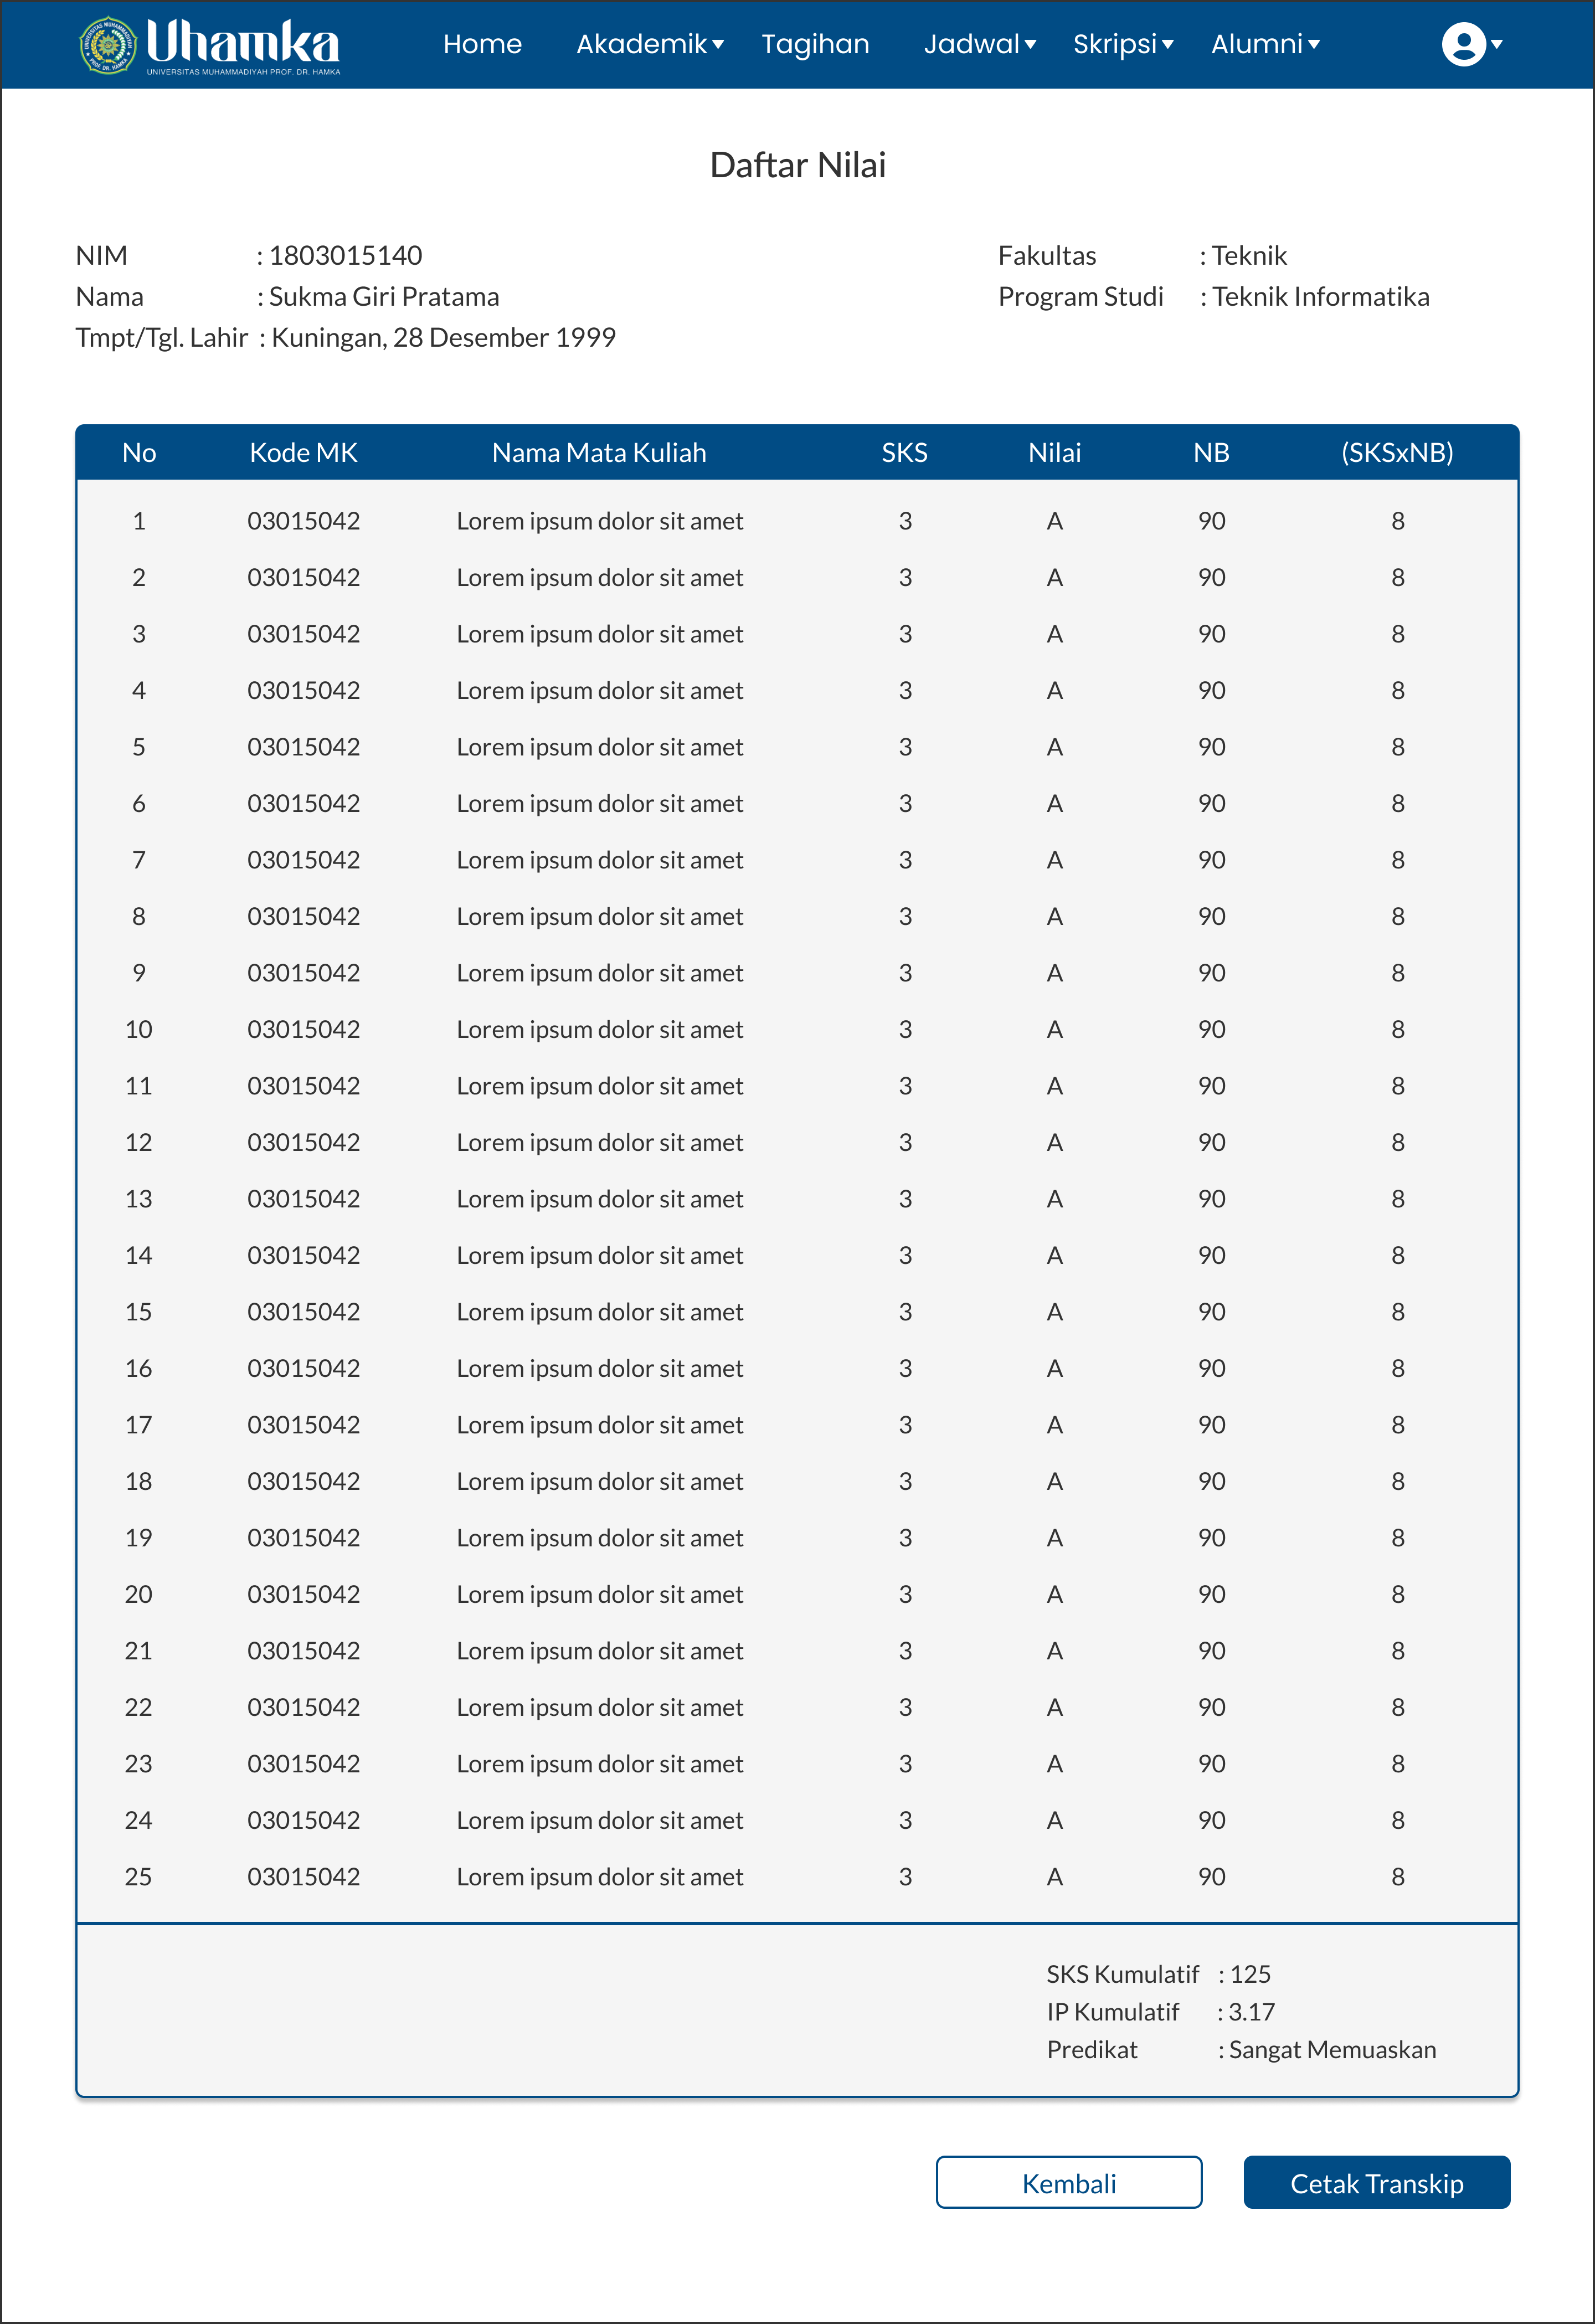 Uhamka
UNIVERSITAS MUHAMMADIYAH PROF. DR. HAMKA
Home Akademik Tagihan Jadwal Skripsi Alumni
Daftar Nilai
NIM : 1803015140 Fakultas : Teknik
Nama : Sukma Giri Pratama Program Studi : Teknik Informatika
Tmpt/Tgl. Lahir : Kuningan, 28 Desember 1999
No Kode MK Nama Mata Kuliah SKS Nilai NB (SKSxNB)
1 03015042 Lorem ipsum dolor sit amet 3 A 90 8
2 03015042 Lorem ipsum dolor sit amet 3 A 90 8
3 03015042 Lorem ipsum dolor sit amet 3 A 90 8
4 03015042 Lorem ipsum dolor sit amet 3 A 90 8
5 03015042 Lorem ipsum dolor sit amet 3 A 90 8
6 03015042 Lorem ipsum dolor sit amet 3 A 90 8
7 03015042 Lorem ipsum dolor sit amet 3 A 90 8
8 03015042 Lorem ipsum dolor sit amet 3 A 90 8
9 03015042 Lorem ipsum dolor sit amet 3 A 90 8
10 03015042 Lorem ipsum dolor sit amet 3 A 90 8
11 03015042 Lorem ipsum dolor sit amet 3 A 90 8
12 03015042 Lorem ipsum dolor sit amet 3 A 90 8
13 03015042 Lorem ipsum dolor sit amet 3 A 90 8
14 03015042 Lorem ipsum dolor sit amet 3 A 90 8
15 03015042 Lorem ipsum dolor sit amet 3 A 90 8
16 03015042 Lorem ipsum dolor sit amet 3 A 90 8
17 03015042 Lorem ipsum dolor sit amet 3 A 90 8
18 03015042 Lorem ipsum dolor sit amet 3 A 90 8
19 03015042 Lorem ipsum dolor sit amet 3 A 90 8
20 03015042 Lorem ipsum dolor sit amet 3 A 90 8
21 03015042 Lorem ipsum dolor sit amet 3 A 90 8
22 03015042 Lorem ipsum dolor sit amet 3 A 90 8
23 03015042 Lorem ipsum dolor sit amet 3 A 90 8
24 03015042 Lorem ipsum dolor sit amet 3 A 90 8
25 03015042 Lorem ipsum dolor sit amet 3 A 90 8
SKS Kumulatif : 125
IP Kumulatif : 3.17
Predikat : Sangat Memuaskan
Kembali Cetak Transkip